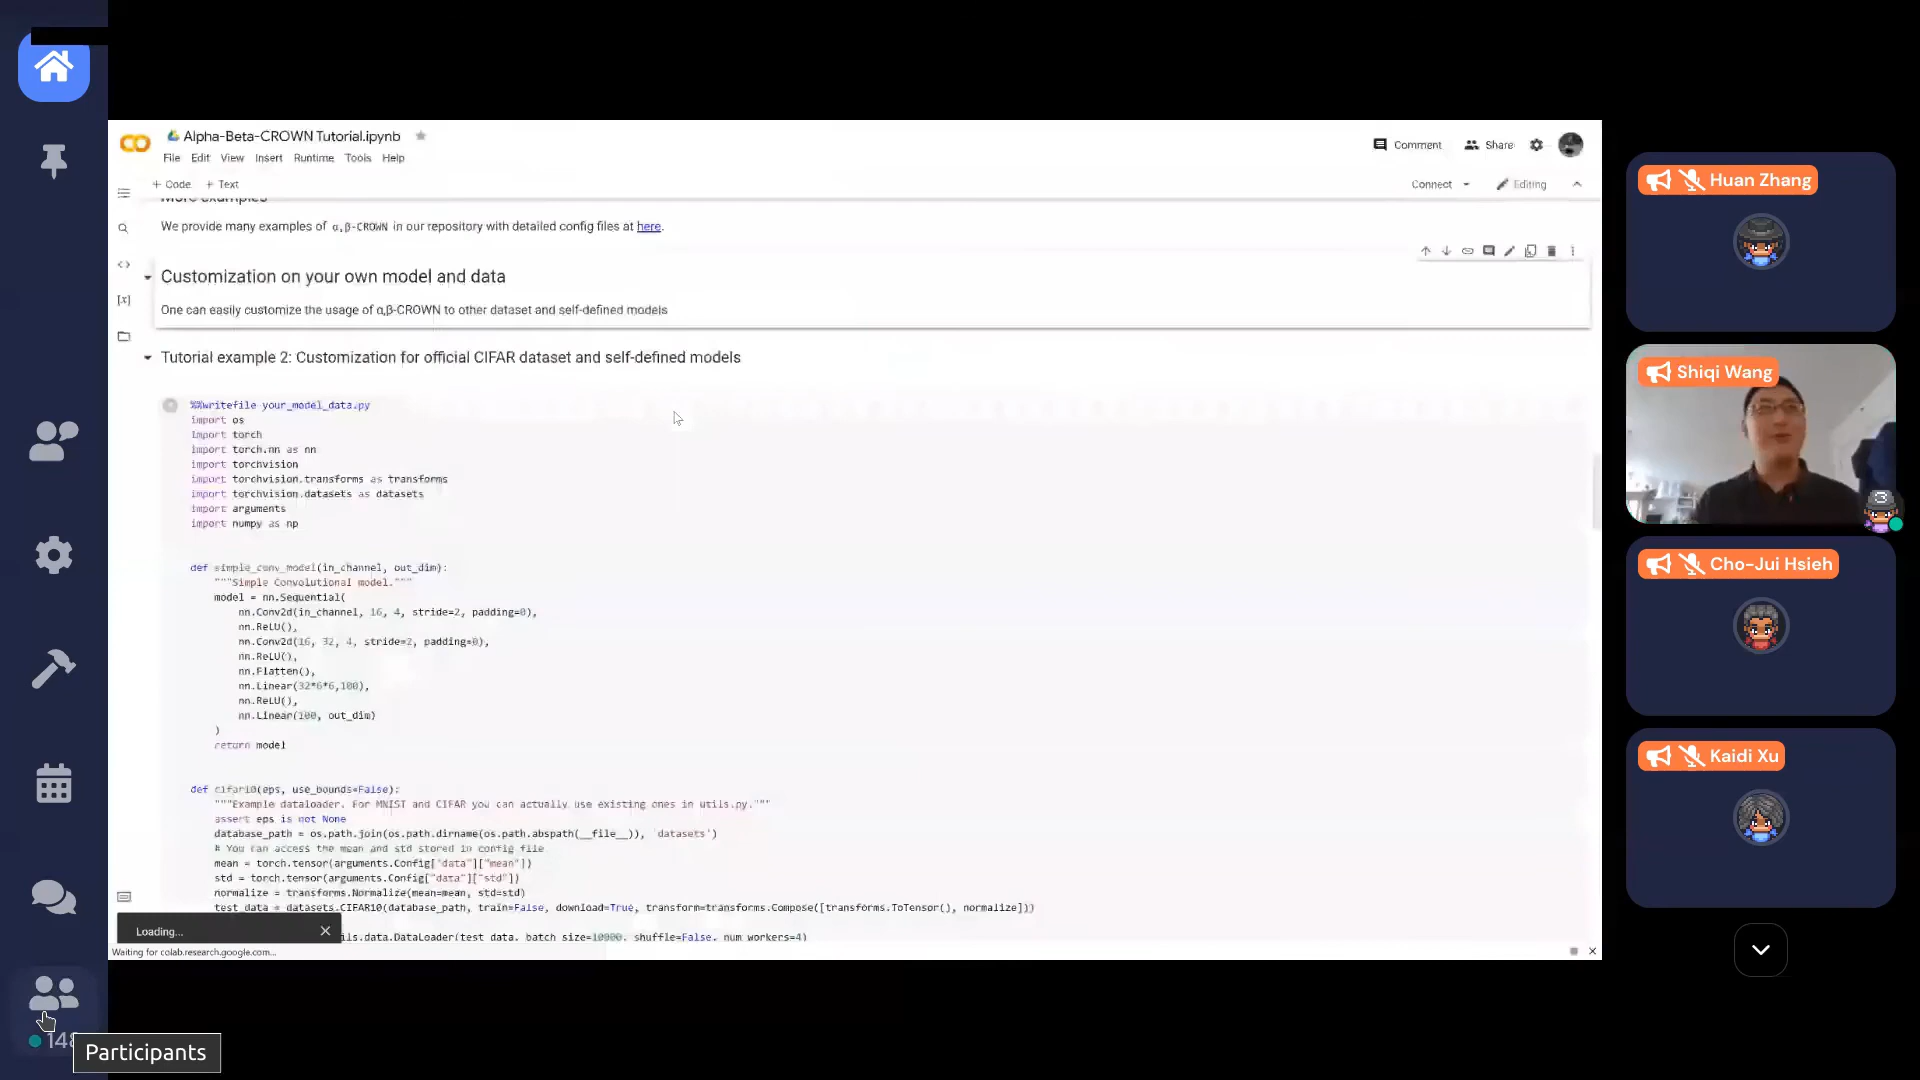 Alpha-Beta-CROWN Tutorial.ipynb
File Edit View Insert Runtime Tools Help
Comment
Share
+ Code + Text
Connect
Editing
More examples
We provide many examples of α,β-CROWN in our repository with detailed config files at here.
Customization on your own model and data
One can easily customize the usage of α,β-CROWN to other dataset and self-defined models
Tutorial example 2: Customization for official CIFAR dataset and self-defined models
%%writefile your_model_data.py
import os
import torch
import torch.nn as nn
import torchvision
import torchvision.transforms as transforms
import torchvision.datasets as datasets
import arguments
import numpy as np
def simple_conv_model(in_channel, out_dim):
"""Simple Convolutional model."""
model = nn.Sequential(
nn.Conv2d(in_channel, 16, 4, stride=2, padding=0),
nn.ReLU(),
nn.Conv2d(16, 32, 4, stride=2, padding=0),
nn.ReLU(),
nn.Flatten(),
nn.Linear(32*6*6,100),
nn.ReLU(),
nn.Linear(100, out_dim)
)
return model
def cifar10(eps, use_bounds=False):
"""Example dataloader. For MNIST and CIFAR you can actually use existing ones in utils.py."""
assert eps is not None
database_path = os.path.join(os.path.dirname(os.path.abspath(__file__)), 'datasets')
# You can access the mean and std stored in config file
mean = torch.tensor(arguments.Config["data"]["mean"])
std = torch.tensor(arguments.Config["data"]["std"])
normalize = transforms.Normalize(mean=mean, std=std)
test_data = datasets.CIFAR10(database_path, train=False, download=True, transform=transforms.Compose([transforms.ToTensor(), normalize]))
ils.data.DataLoader(test_data, batch_size=10000, shuffle=False, num_workers=4)
Loading...
Waiting for colab.research.google.com...
Huan Zhang
Shiqi Wang
Cho-Jui Hsieh
Kaidi Xu
Participants